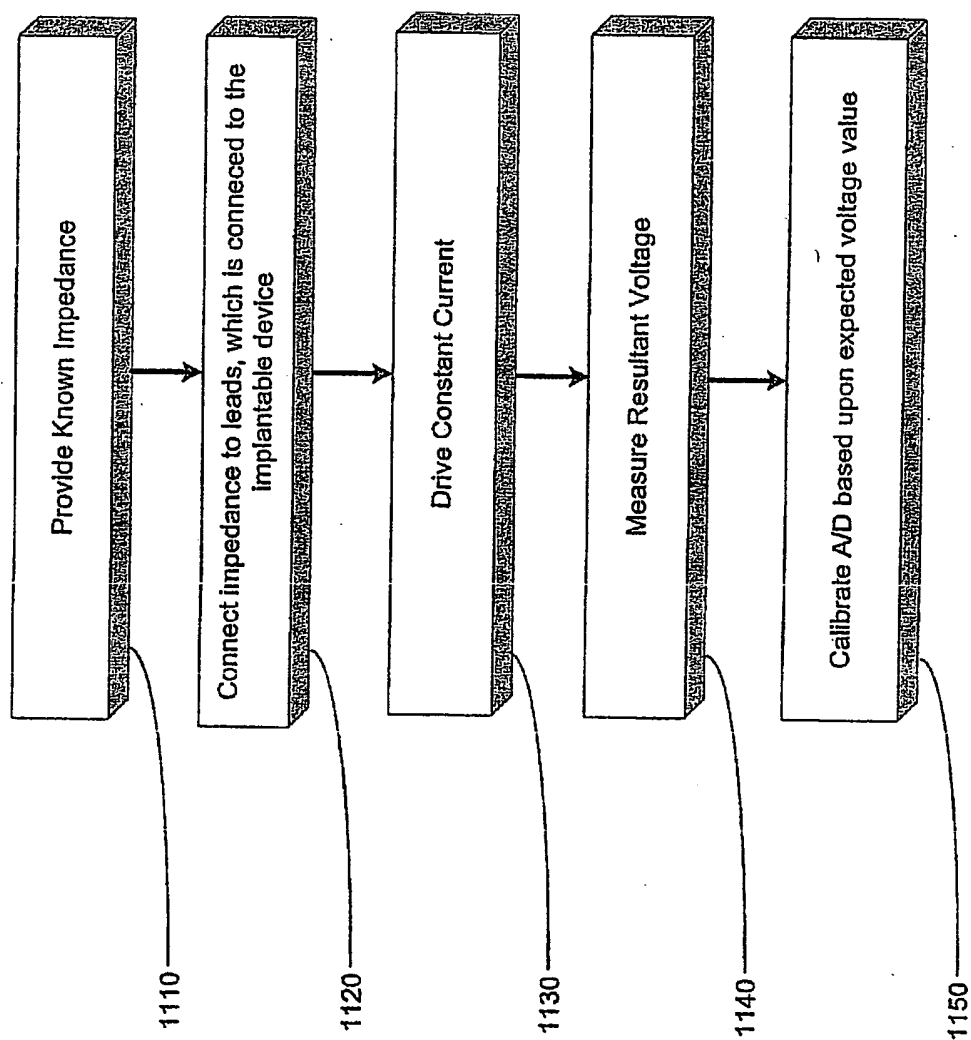 1110
Provide Known Impedance
1120
Connect impedance to leads, which is conneced to the
implantable device
1130
Drive Constant Current
1140
Measure Resultant Voltage
1150
Calibrate A/D based upon expected voltage value